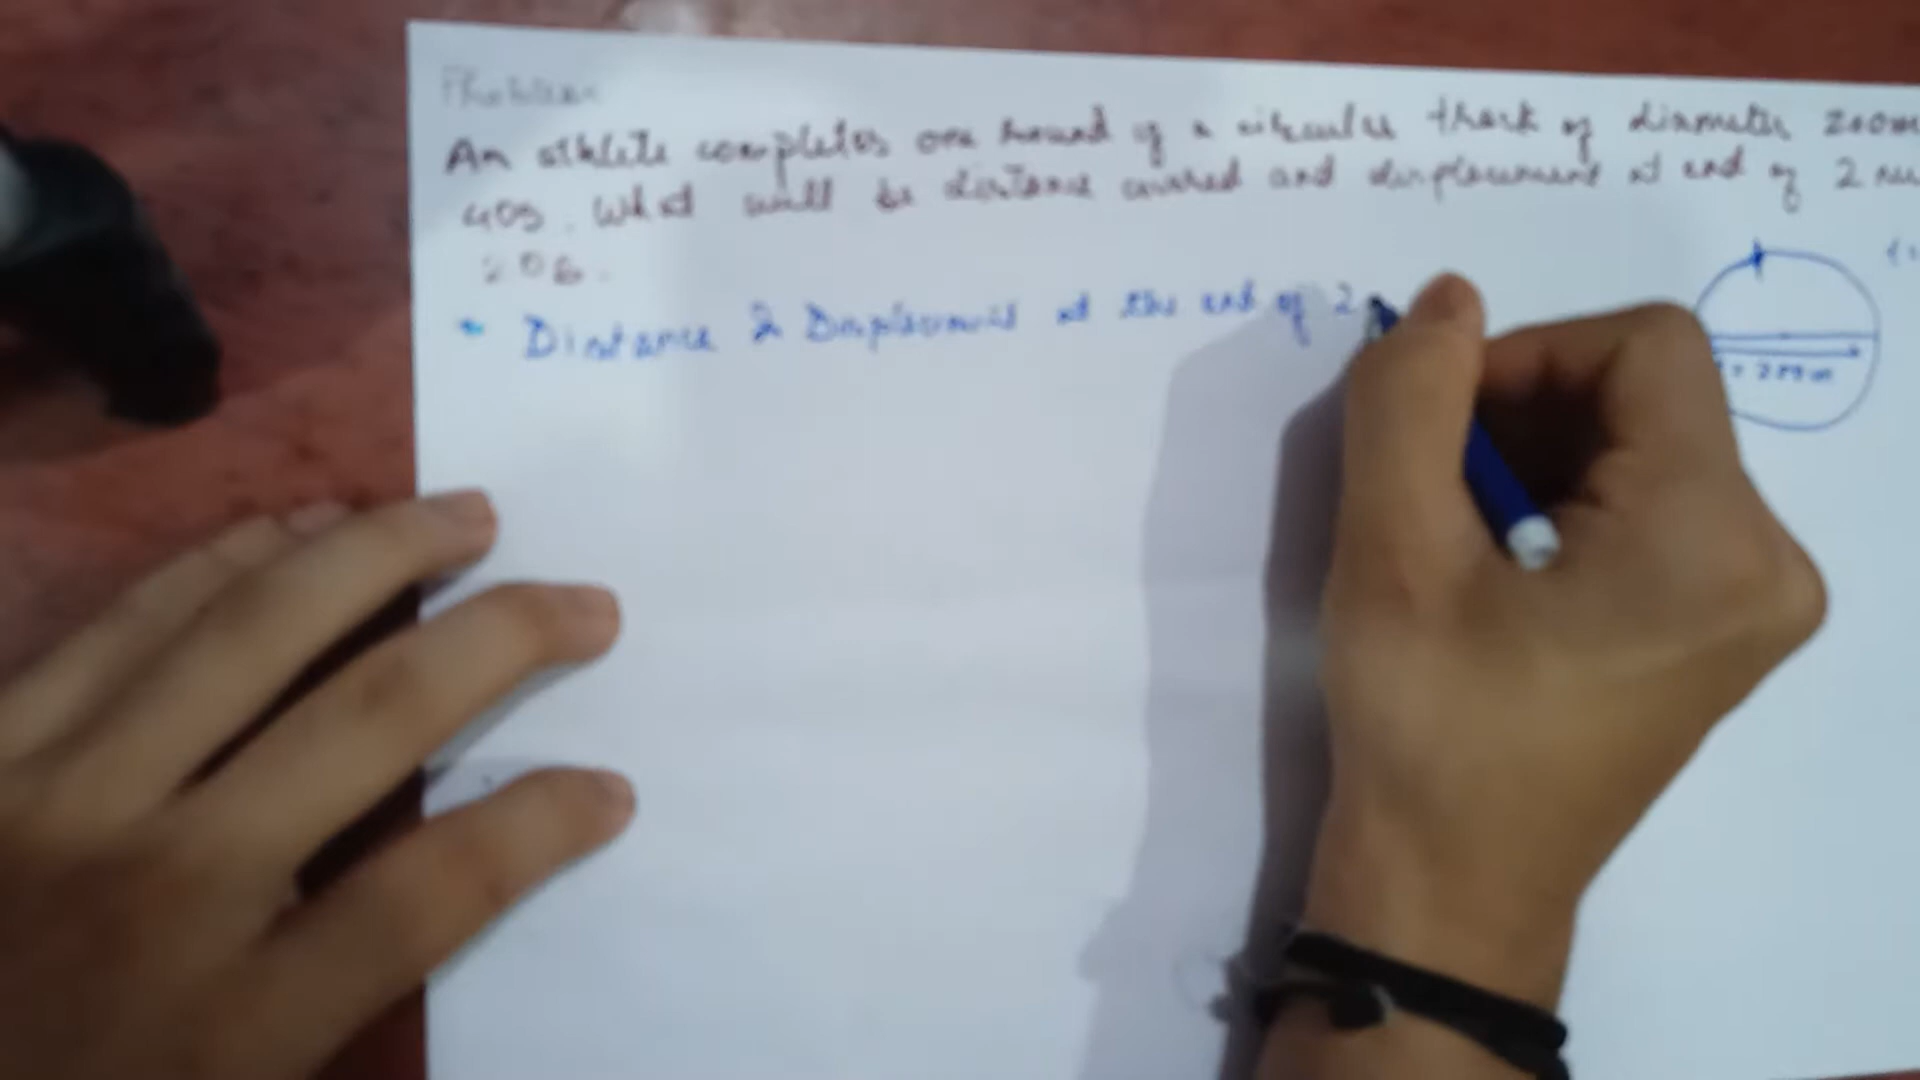 Problem
An athlete completes one round of a circular track of diameter 200m
40s. What will be distance covered and displacement at end of 2
20s.
Distance & Displacement at the end of 2
= 200m